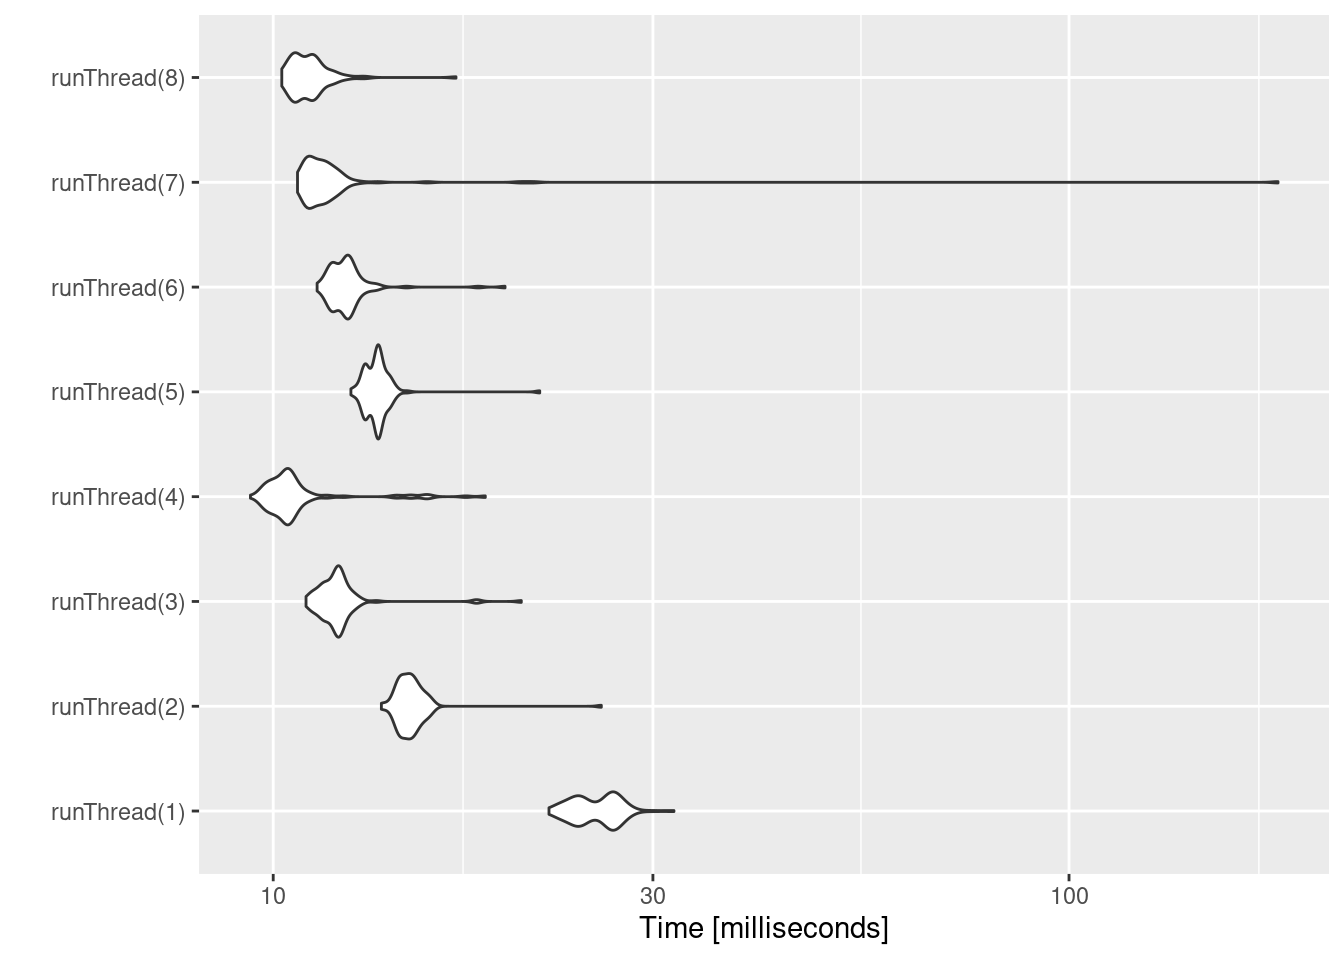 runThread(8)
runThread(7)
runThread(6)
runThread(5)
runThread(4)
runThread(3)
runThread(2)
runThread(1)
10 30 100
Time [milliseconds]